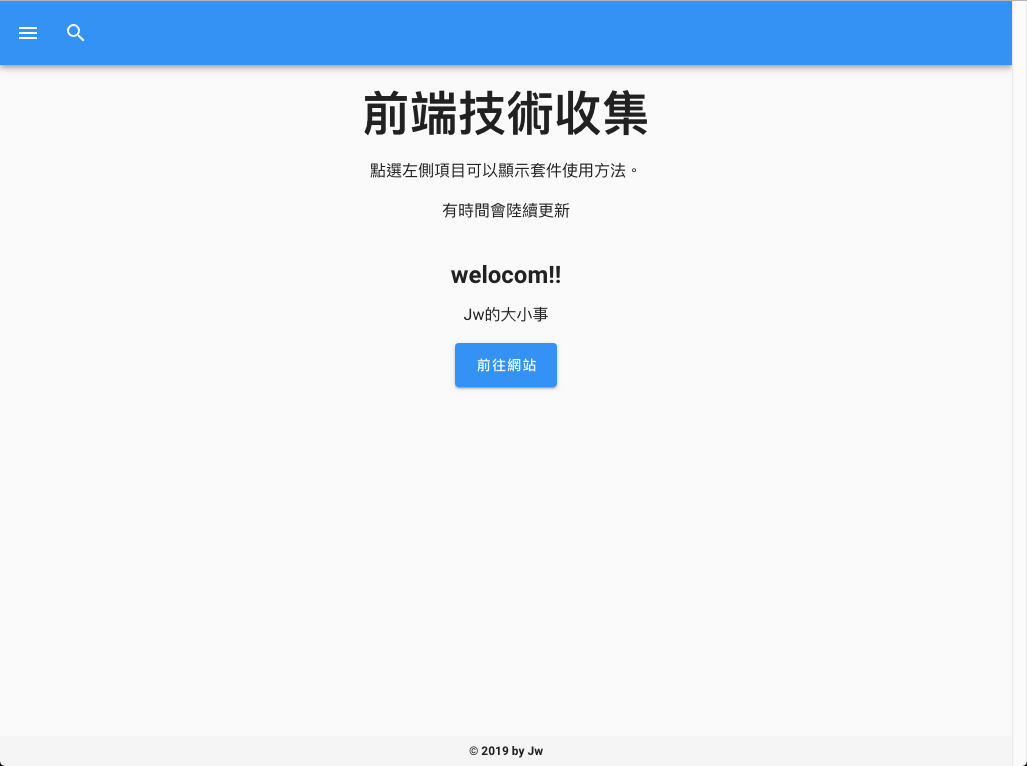 前端技術收集
點選左側項目可以顯示套件使用方法。
有時間會陸續更新
welocom!!
Jw的大小事
前往網站
© 2019 by Jw